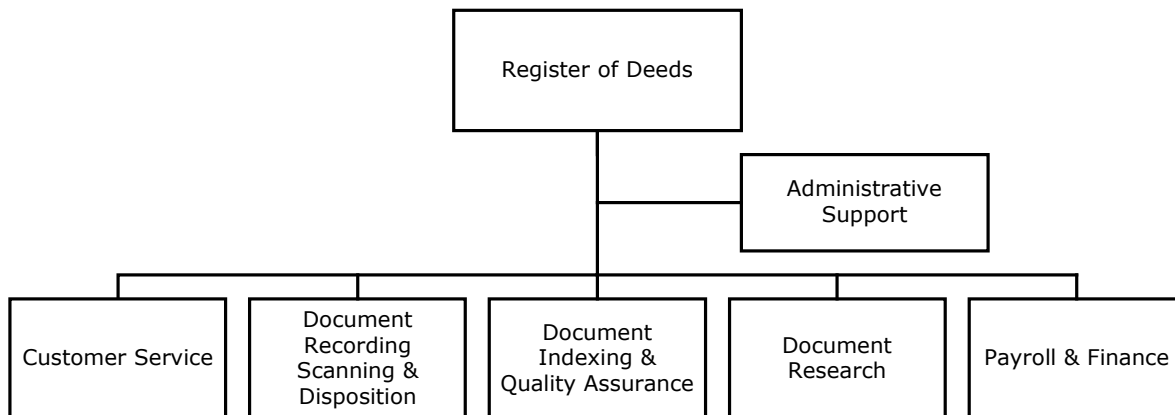 Register of Deeds
Administrative
Support
Customer Service
Document
Recording
Scanning &
Disposition
Document
Indexing &
Quality Assurance
Document
Research
Payroll & Finance